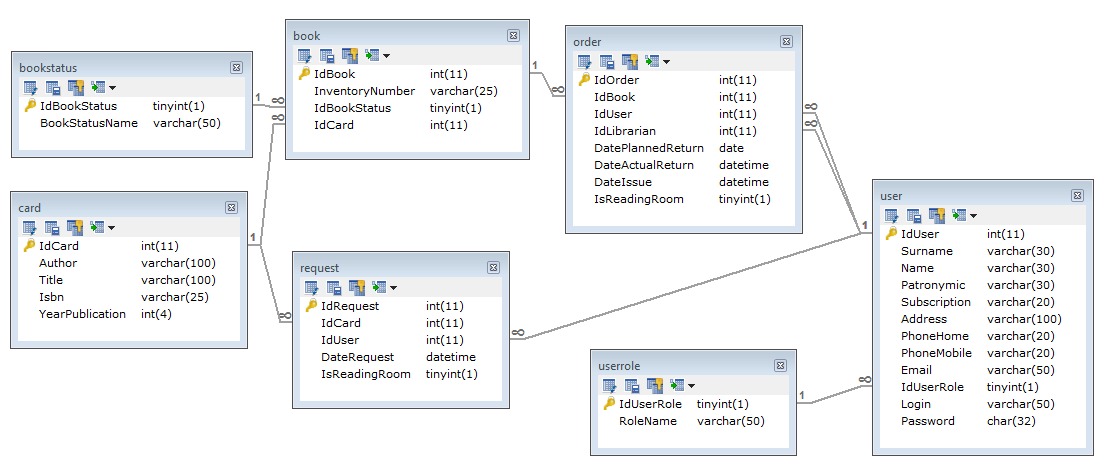 bookstatus
IdBookStatus tinyint(1)
BookStatusName varchar(50)
book
IdBook int(11)
InventoryNumber varchar(25)
IdBookStatus tinyint(1)
IdCard int(11)
order
IdOrder int(11)
IdBook int(11)
IdUser int(11)
IdLibrarian int(11)
DatePlannedReturn date
DateActualReturn datetime
DateIssue datetime
IsReadingRoom tinyint(1)
card
IdCard int(11)
Author varchar(100)
Title varchar(100)
Isbn varchar(25)
YearPublication int(4)
request
IdRequest int(11)
IdCard int(11)
IdUser int(11)
DateRequest datetime
IsReadingRoom tinyint(1)
user
IdUser int(11)
Surname varchar(30)
Name varchar(30)
Patronymic varchar(30)
Subscription varchar(20)
Address varchar(100)
PhoneHome varchar(20)
PhoneMobile varchar(20)
Email varchar(50)
IdUserRole tinyint(1)
Login varchar(50)
Password char(32)
userrole
IdUserRole tinyint(1)
RoleName varchar(50)
1
∞
1
∞
∞
∞
1
∞
∞
1
∞
1
∞